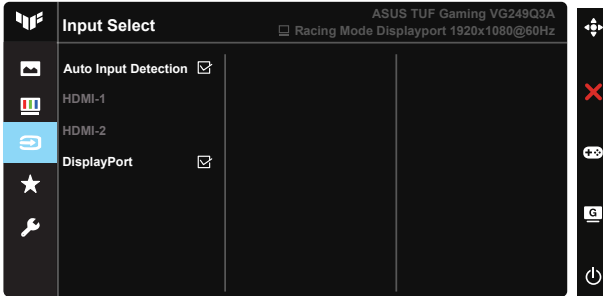 Input Select
ASUS TUF Gaming VG249Q3A
Racing Mode Displayport 1920x1080@60Hz
Auto Input Detection
HDMI-1
HDMI-2
DisplayPort
G